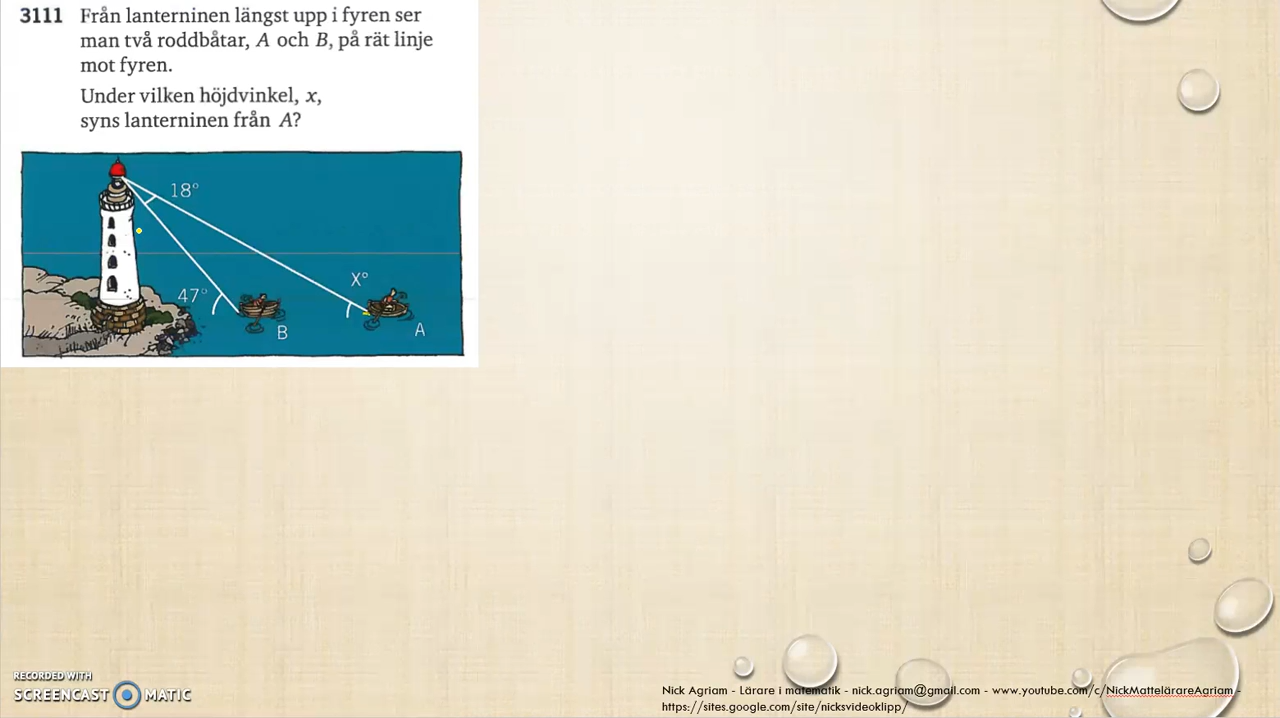 3111 Från lanterninen längst upp i fyren ser
man två roddbåtar, A och B, på rät linje
mot fyren.
Under vilken höjdvinkel, x,
syns lanterninen från A?
18°
X°
47°
B
A
RECORDED WITH
SCREENCAST MATIC
Nick Agriam - Lärare i matematik - nick.agriam@gmail.com - www.youtube.com/c/NickMattelärareAgriam -
https://sites.google.com/site/nicksvideoklipp/